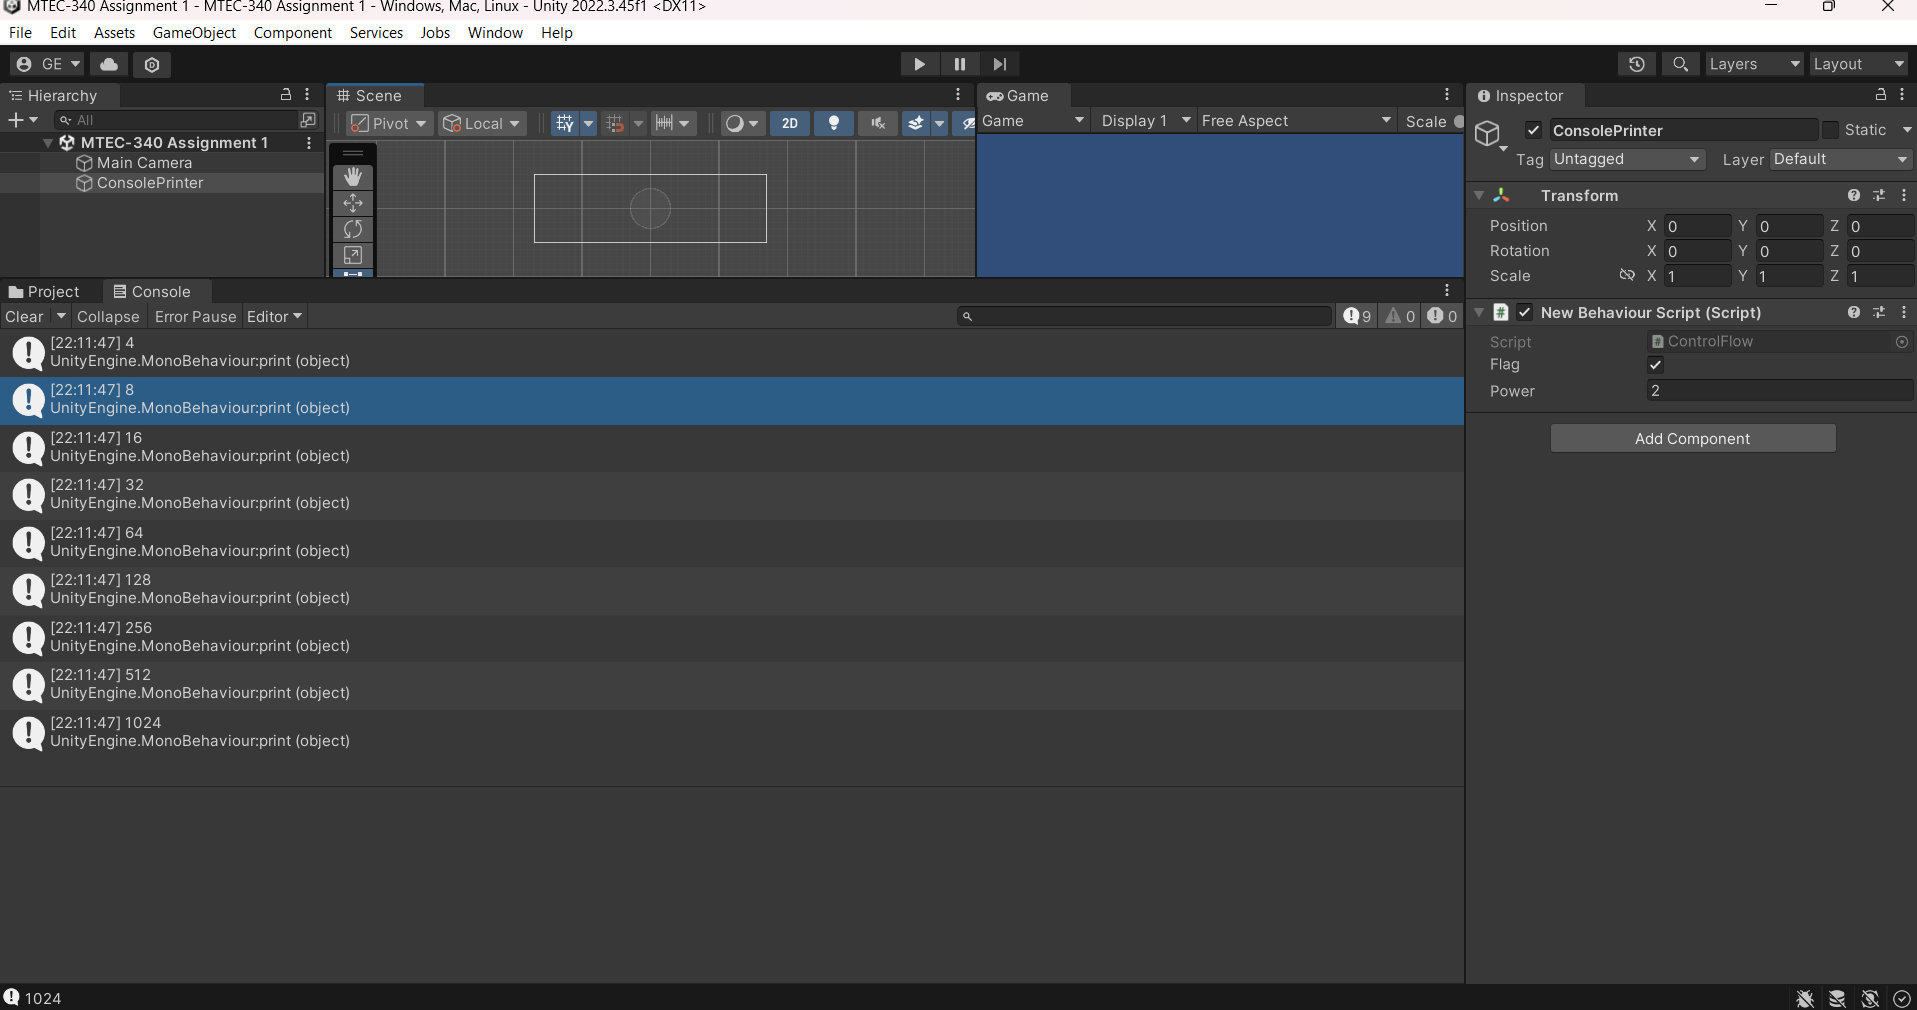 MTEC-340 Assignment 1 - MTEC-340 Assignment 1 - Windows, Mac, Linux - Unity 2022.3.45f1 <DX11>
File Edit Assets GameObject Component Services Jobs Window Help
GE Layers Layout
Hierarchy
All
MTEC-340 Assignment 1
Main Camera
ConsolePrinter
Scene
Pivot Local 2D
Game
Game Display 1 Free Aspect Scale
Project Console
Clear Collapse Error Pause Editor 9 0 0
[22:11:47] 4
UnityEngine.MonoBehaviour:print (object)
[22:11:47] 8
UnityEngine.MonoBehaviour:print (object)
[22:11:47] 16
UnityEngine.MonoBehaviour:print (object)
[22:11:47] 32
UnityEngine.MonoBehaviour:print (object)
[22:11:47] 64
UnityEngine.MonoBehaviour:print (object)
[22:11:47] 128
UnityEngine.MonoBehaviour:print (object)
[22:11:47] 256
UnityEngine.MonoBehaviour:print (object)
[22:11:47] 512
UnityEngine.MonoBehaviour:print (object)
[22:11:47] 1024
UnityEngine.MonoBehaviour:print (object)
1024
Inspector
ConsolePrinter Static
Tag Untagged Layer Default
Transform
Position X 0 Y 0 Z 0
Rotation X 0 Y 0 Z 0
Scale X 1 Y 1 Z 1
New Behaviour Script (Script)
Script ControlFlow
Flag
Power 2
Add Component